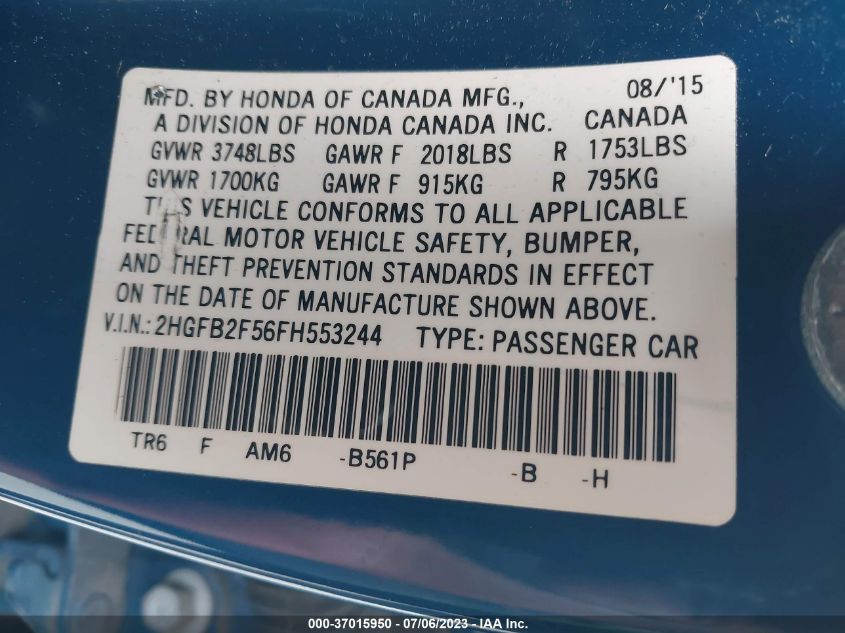 MFD. BY HONDA OF CANADA MFG., 08/'15
A DIVISION OF HONDA CANADA INC. CANADA
GVWR 3748LBS GAWR F 2018LBS R 1753LBS
GVWR 1700KG GAWR F 915KG R 795KG
THIS VEHICLE CONFORMS TO ALL APPLICABLE
FEDERAL MOTOR VEHICLE SAFETY, BUMPER,
AND THEFT PREVENTION STANDARDS IN EFFECT
ON THE DATE OF MANUFACTURE SHOWN ABOVE.
V.I.N.: 2HGFB2F56FH553244 TYPE: PASSENGER CAR
TR6 F AM6 -B561P -B -H
000-37015950 - 07/06/2023 - IAA Inc.